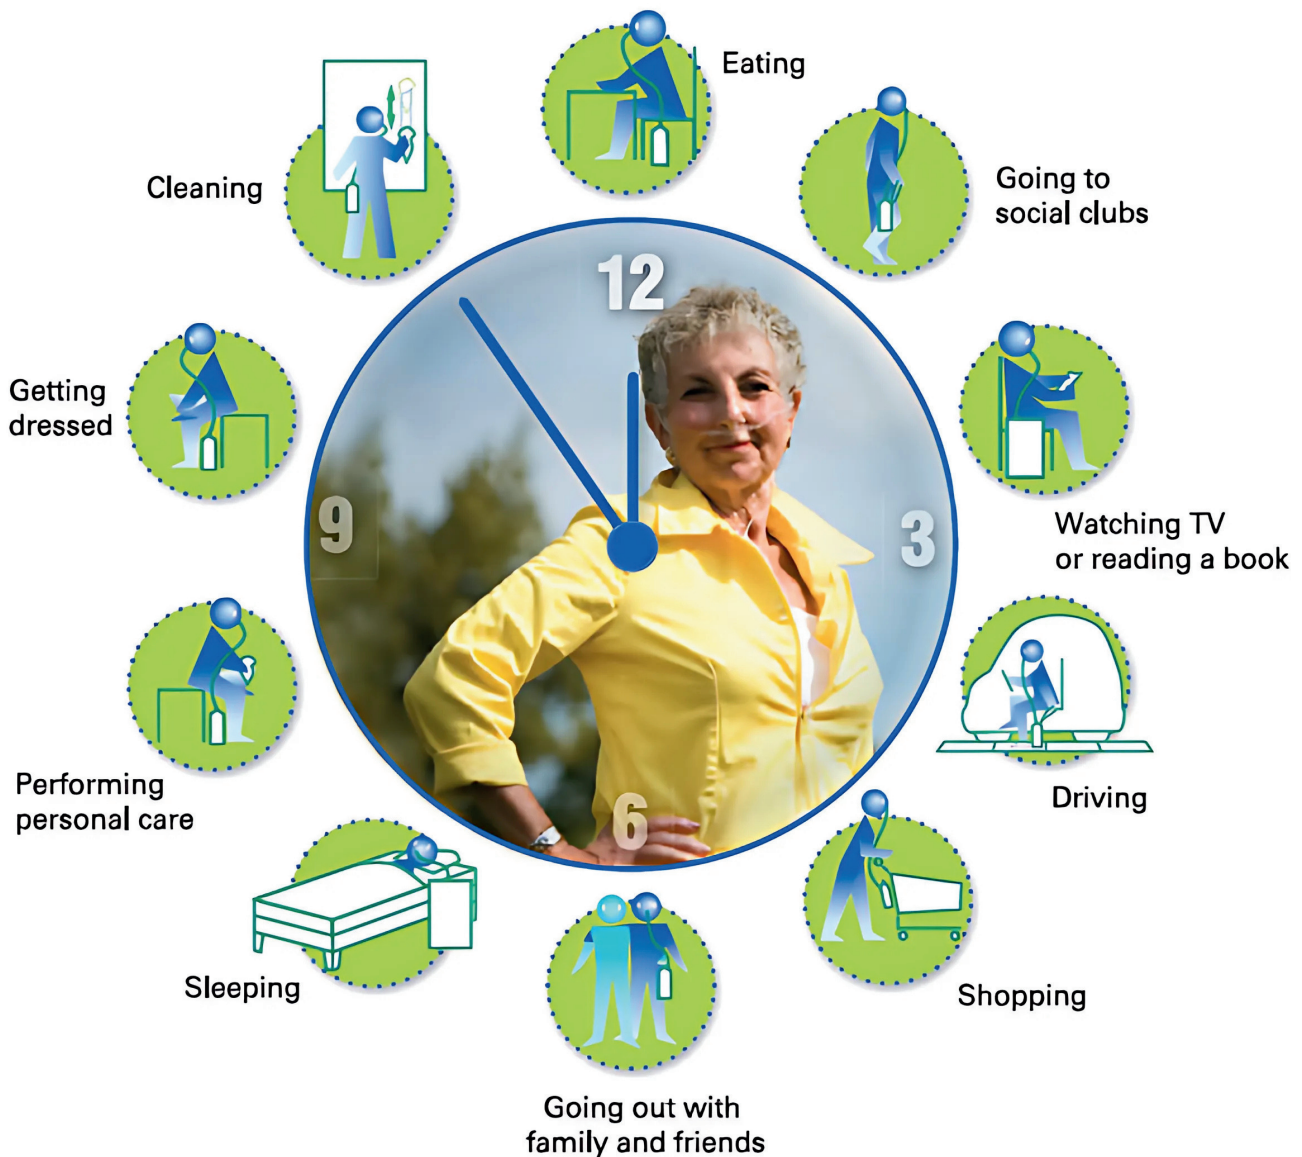 Eating
Going to
social clubs
Watching TV
or reading a book
Driving
Shopping
Going out with
family and friends
Sleeping
Performing
personal care
Getting
dressed
Cleaning
12
3
6
9